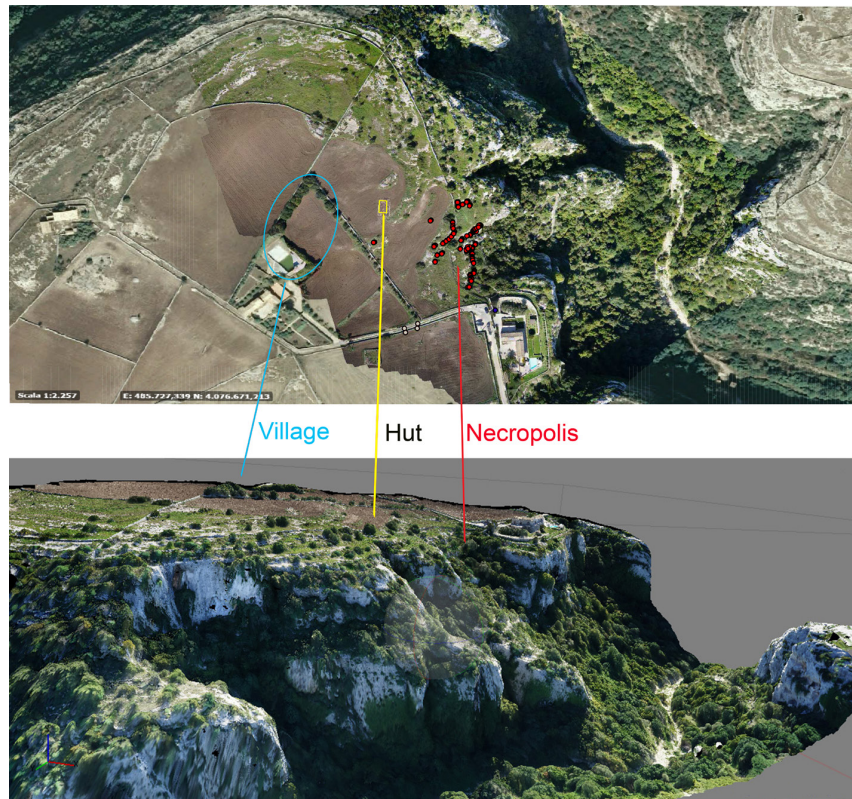 Scala 1:2.257
E: 485.727,339 N: 4.076.671,213
Village
Hut
Necropolis